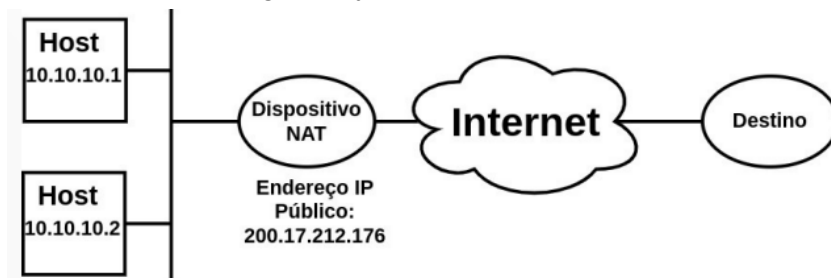 Host
10.10.10.1
Dispositivo
NAT
Internet
Destino
Endereço IP
Público:
200.17.212.176
Host
10.10.10.2